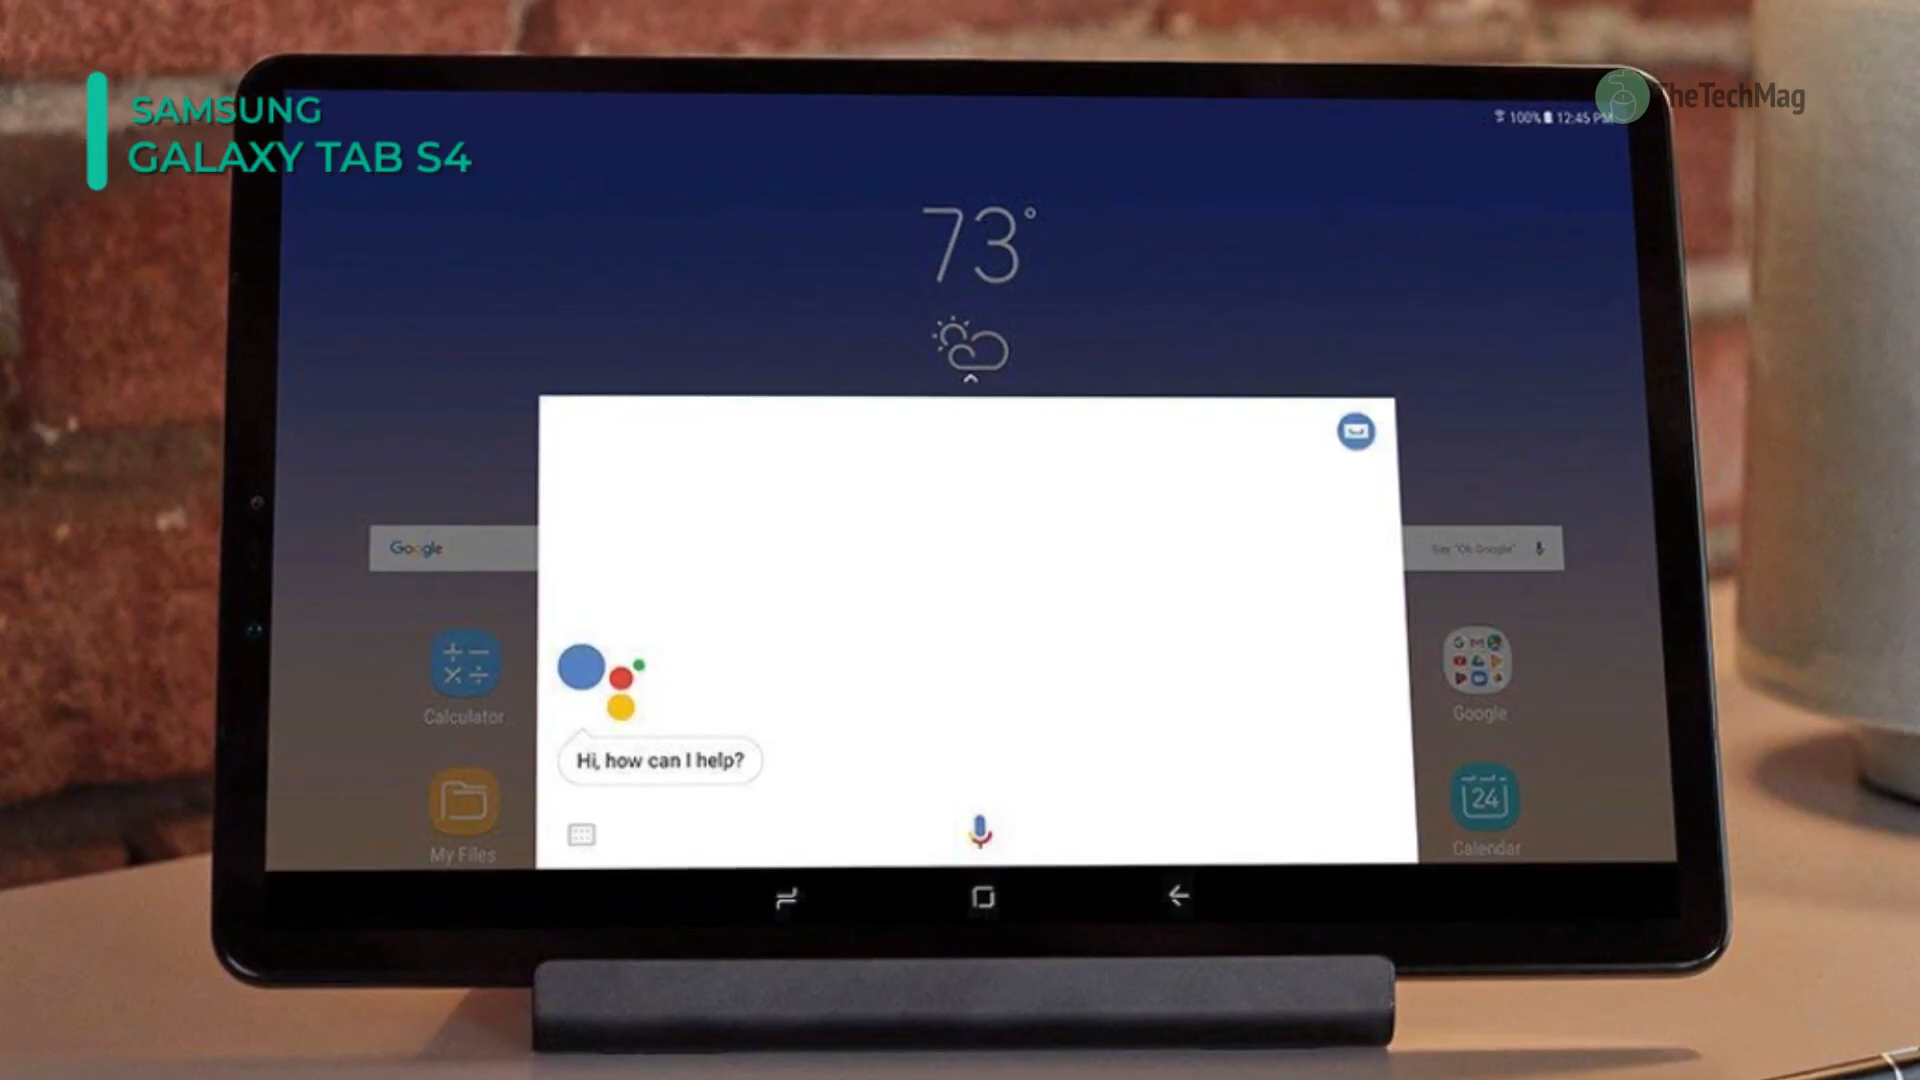 SAMSUNG
GALAXY TAB S4
TheTechMag
100% 12:45 PM
73°
Google
Say "Ok Google"
Calculator
Google
Hi, how can I help?
24
My Files
Calendar